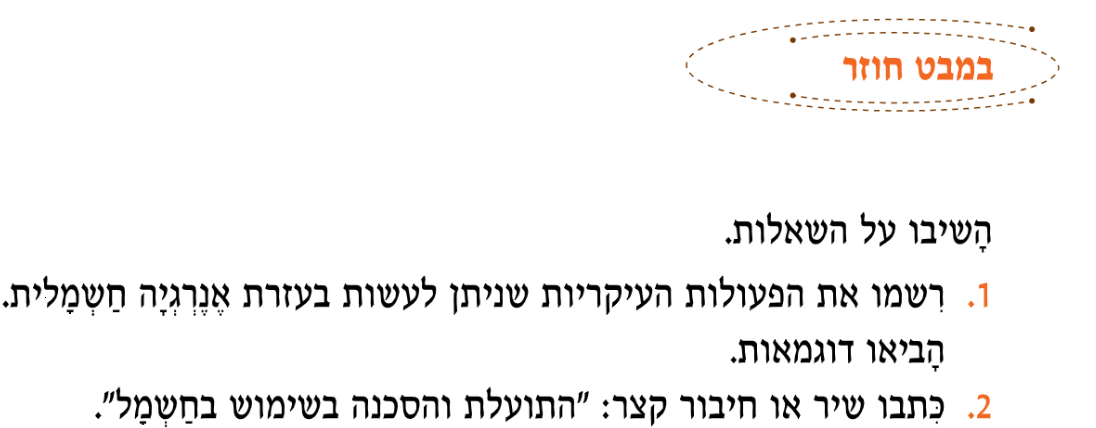 במבט חוזר
הָשיבו על השאלות.
1. רִשמו את הפעולות העיקריות שניתן לעשות בעזרת אֶנֶרְגְיָה חַשְמַלִית.
הָביאו דוגמאות.
2. כִּתבו שיר או חיבור קצר: "התועלת והסכנה בשימוש בחַשְמָל".